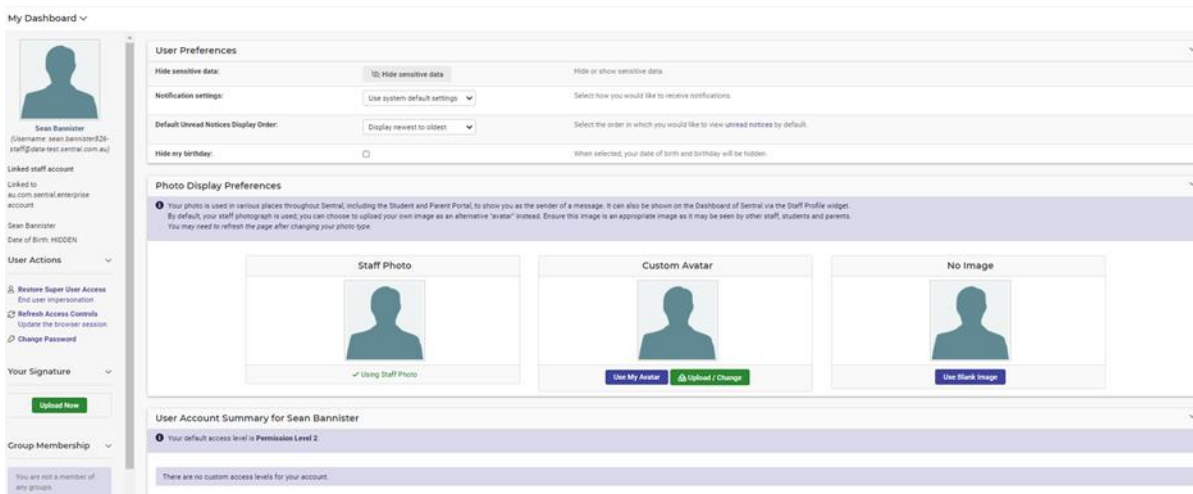 My Dashboard
Sean Bannister
(Username: sean.bannister826-
staff@data-test.sentral.com.au)
Linked staff account
Linked to
au.com.sentral.enterprise
account
Sean Bannister
Date of Birth: HIDDEN
User Actions
Restore Super User Access
End user impersonation
Refresh Access Controls
Update the browser session
Change Password
Your Signature
Upload Now
Group Membership
You are not a member of
any groups.
User Preferences
Hide sensitive data: Hide sensitive data Hide or show sensitive data.
Notification settings: Use system default settings Select how you would like to receive notifications.
Default Unread Notices Display Order: Display newest to oldest Select the order in which you would like to view unread notices by default.
Hide my birthday: When selected, your date of birth and birthday will be hidden.
Photo Display Preferences
Your photo is used in various places throughout Sentral, including the Student and Parent Portal, to show you as the sender of a message. It can also be shown on the Dashboard of Sentral via the Staff Profile widget.
By default, your staff photograph is used, you can choose to upload your own image as an alternative "avatar" instead. Ensure this image is an appropriate image as it may be seen by other staff, students and parents.
You may need to refresh the page after changing your photo type.
Staff Photo
Using Staff Photo
Custom Avatar
Use My Avatar Upload / Change
No Image
Use Blank Image
User Account Summary for Sean Bannister
Your default access level is Permission Level 2.
There are no custom access levels for your account.